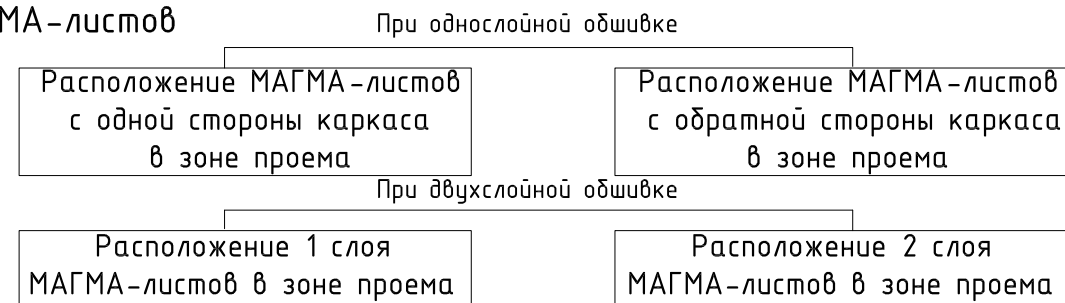 МА-листов
При однослойной обшивке
Расположение МАГМА-листов
с одной стороны каркаса
в зоне проема
Расположение МАГМА-листов
с обратной стороны каркаса
в зоне проема
При двухслойной обшивке
Расположение 1 слоя
МАГМА-листов в зоне проема
Расположение 2 слоя
МАГМА-листов в зоне проема